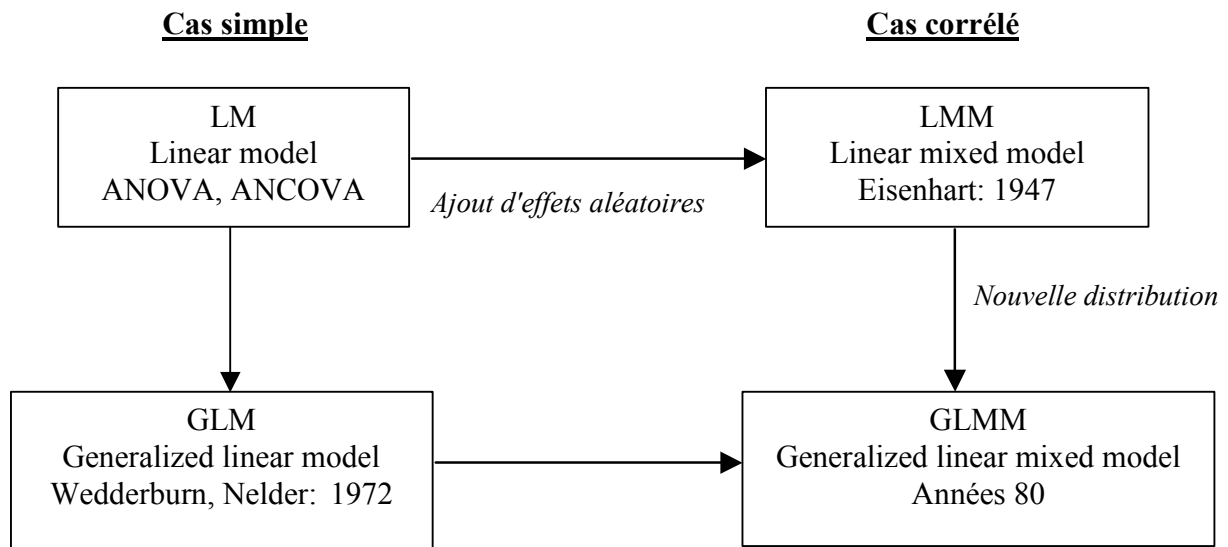 Cas simple
Cas corrélé
LM
Linear model
ANOVA, ANCOVA
Ajout d'effets aléatoires
LMM
Linear mixed model
Eisenhart: 1947
Nouvelle distribution
GLM
Generalized linear model
Wedderburn, Nelder: 1972
GLMM
Generalized linear mixed model
Années 80